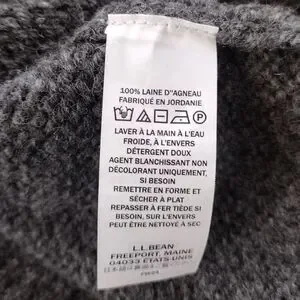 100% LAINE D"AGNEAU
FABRIQUÉ EN JORDANIE
LAVER À LA MAIN À L'EAU
FROIDE, À L'ENVERS
DÉTERGENT DOUX
AGENT BLANCHISSANT NON
DÉCOLORANT UNIQUEMENT,
SI BESOIN
REMETTRE EN FORME ET
SÉCHER À PLAT
REPASSER À FER TIÈDE SI
BESOIN, SUR L'ENVERS
PEUT ÊTRE NETTOYÉ À SEC
L.L.BEAN
FREEPORT, MAINE
04033 ÉTATS-UNIS